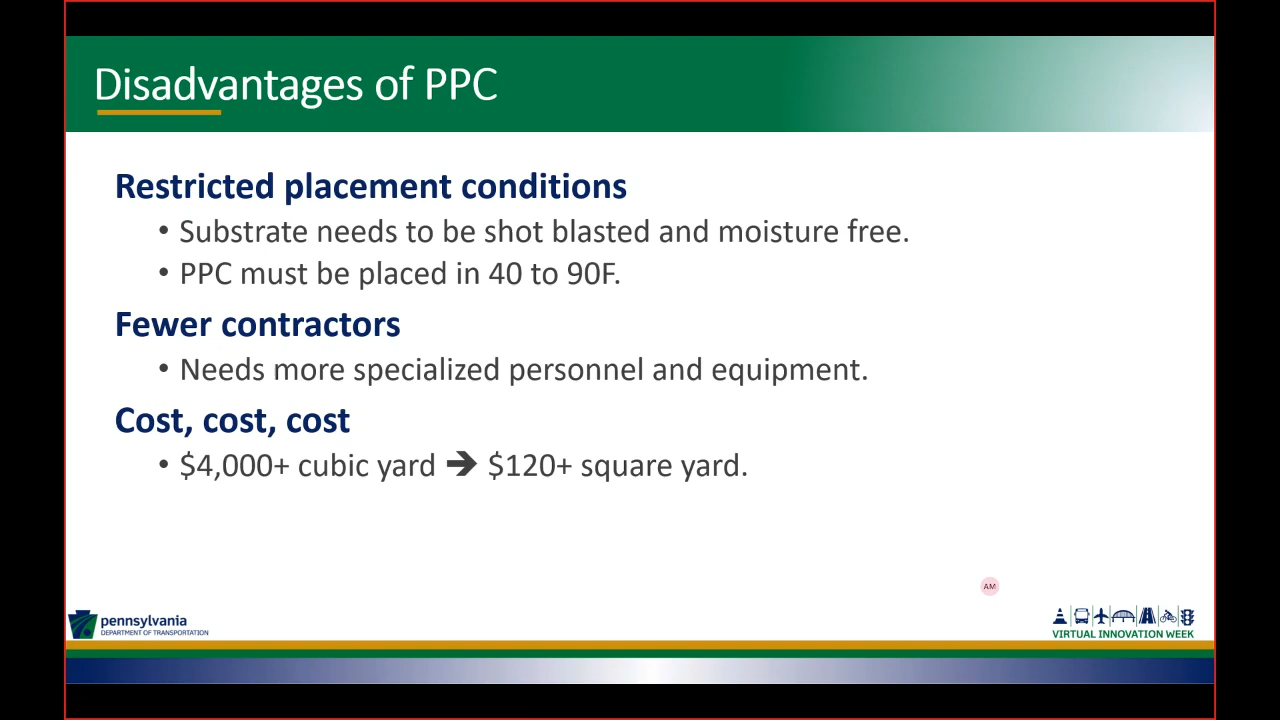 Disadvantages of PPC
Restricted placement conditions
• Substrate needs to be shot blasted and moisture free.
• PPC must be placed in 40 to 90F.
Fewer contractors
• Needs more specialized personnel and equipment.
Cost, cost, cost
• $4,000+ cubic yard 🡺 $120+ square yard.
AM
pennsylvania
DEPARTMENT OF TRANSPORTATION
VIRTUAL INNOVATION WEEK